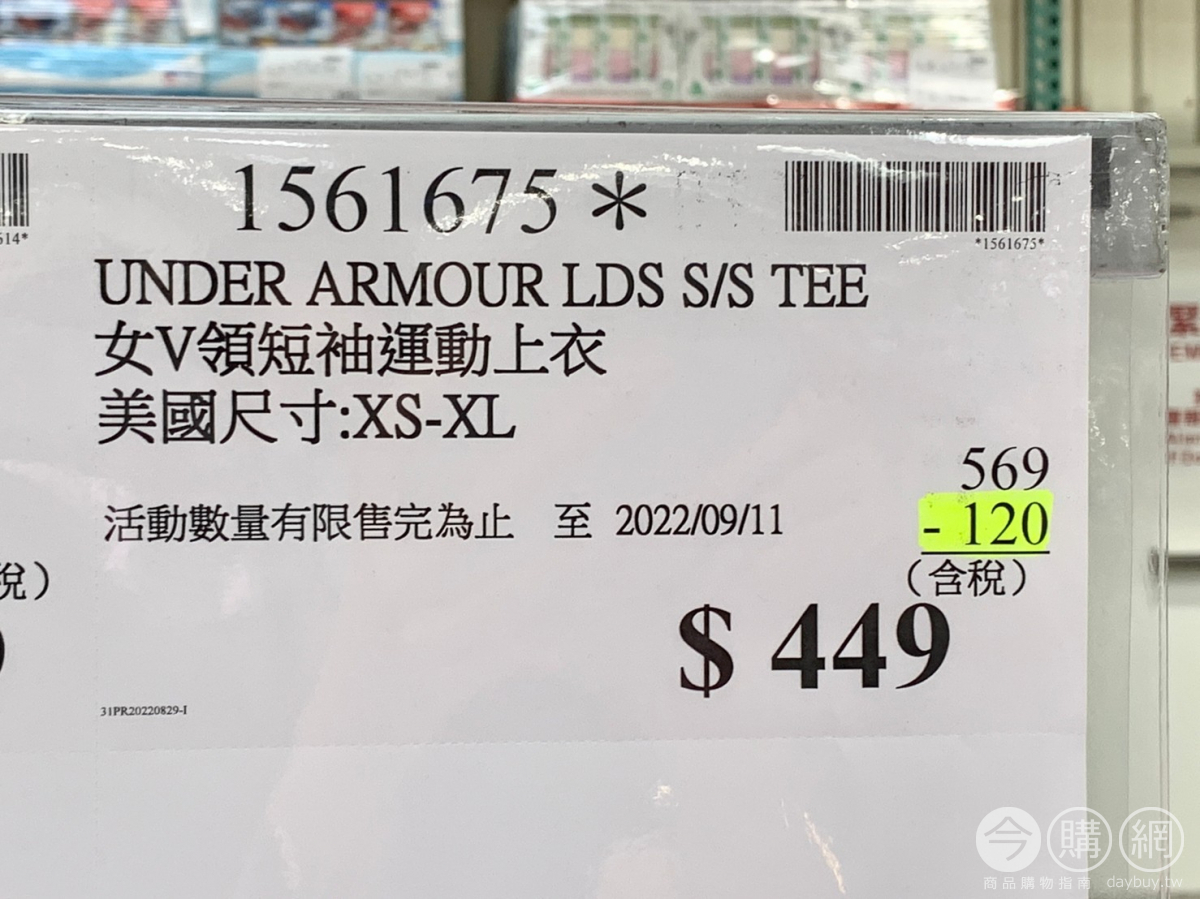 1561675 *
*1561675*
614*
UNDER ARMOUR LDS S/S TEE
女V領短袖運動上衣
美國尺寸:XS-XL
569
- 120
活動數量有限售完為止 至 2022/09/11
(含稅)
稅)
$ 449
31PR20220829-I
今購網
商品購物指南 daybuy.tw